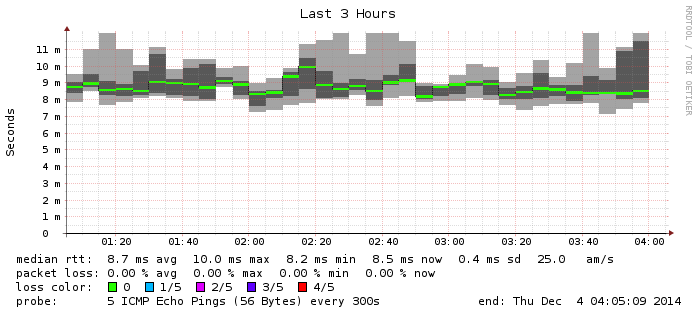 Last 3 Hours
RRDTOOL / TOBI OETIKER
Seconds
11 m
10 m
9 m
8 m
7 m
6 m
5 m
4 m
3 m
2 m
1 m
0
01:20 01:40 02:00 02:20 02:40 03:00 03:20 03:40 04:00
median rtt: 8.7 ms avg 10.0 ms max 8.2 ms min 8.5 ms now 0.4 ms sd 25.0 am/s
packet loss: 0.00 % avg 0.00 % max 0.00 % min 0.00 % now
loss color: 0 1/5 2/5 3/5 4/5
probe: 5 ICMP Echo Pings (56 Bytes) every 300s end: Thu Dec 4 04:05:09 2014